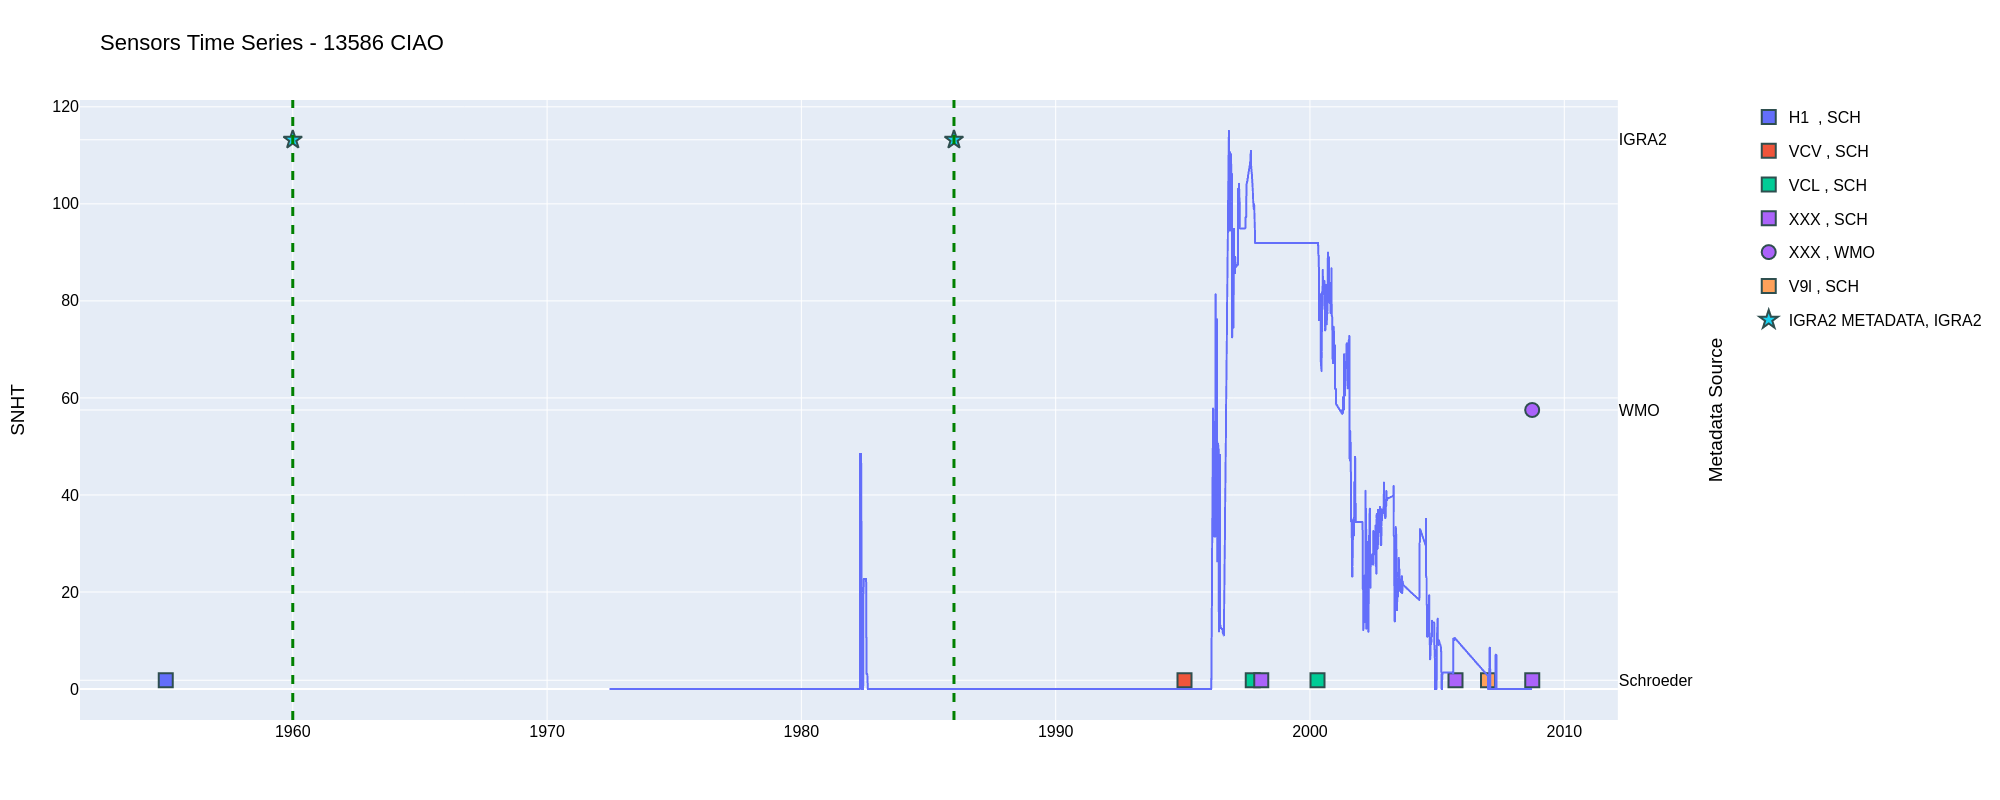 Sensors Time Series - 13586 CIAO
SNHT
120
100
80
60
40
20
0
1960
1970
1980
1990
2000
2010
IGRA2
WMO
Schroeder
Metadata Source
H1 , SCH
VCV , SCH
VCL , SCH
XXX , SCH
XXX , WMO
V9l , SCH
IGRA2 METADATA, IGRA2